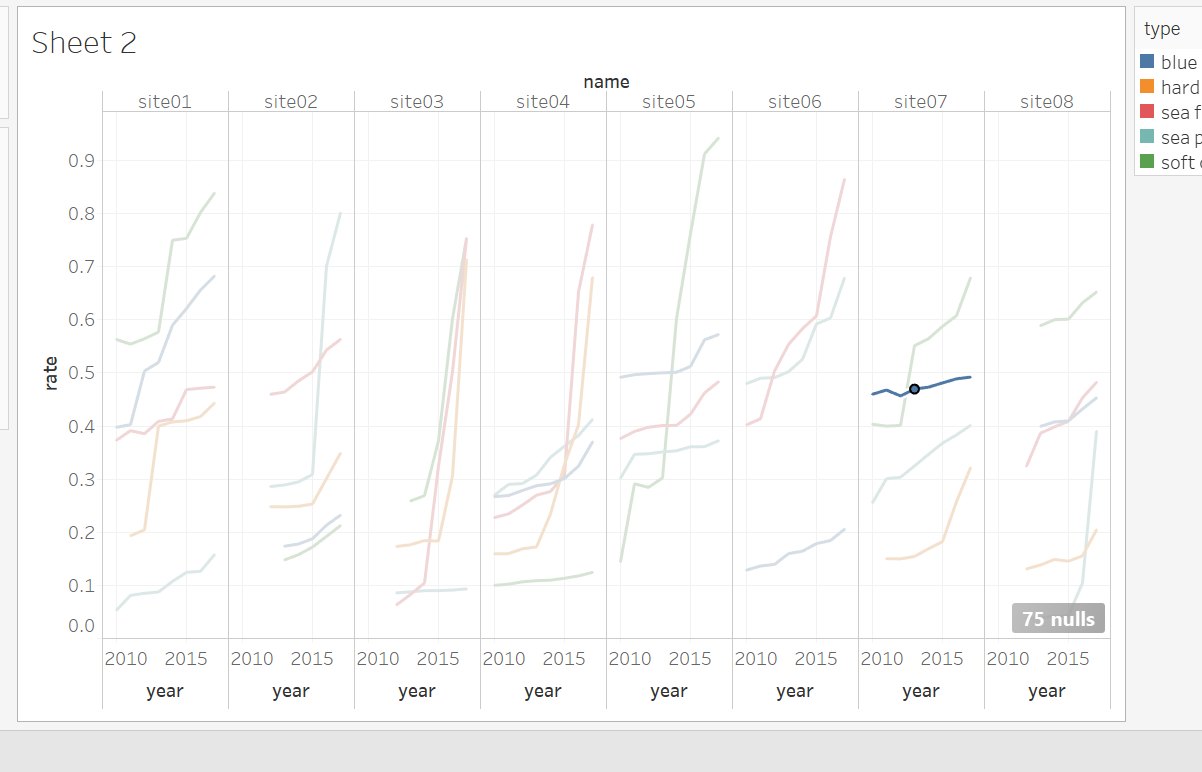 Sheet 2
name
site01 site02 site03 site04 site05 site06 site07 site08
rate
0.9
0.8
0.7
0.6
0.5
0.4
0.3
0.2
0.1
0.0
75 nulls
2010 2015 2010 2015 2010 2015 2010 2015 2010 2015 2010 2015 2010 2015 2010 2015
year year year year year year year year
type
blue
hard
sea f
sea p
soft